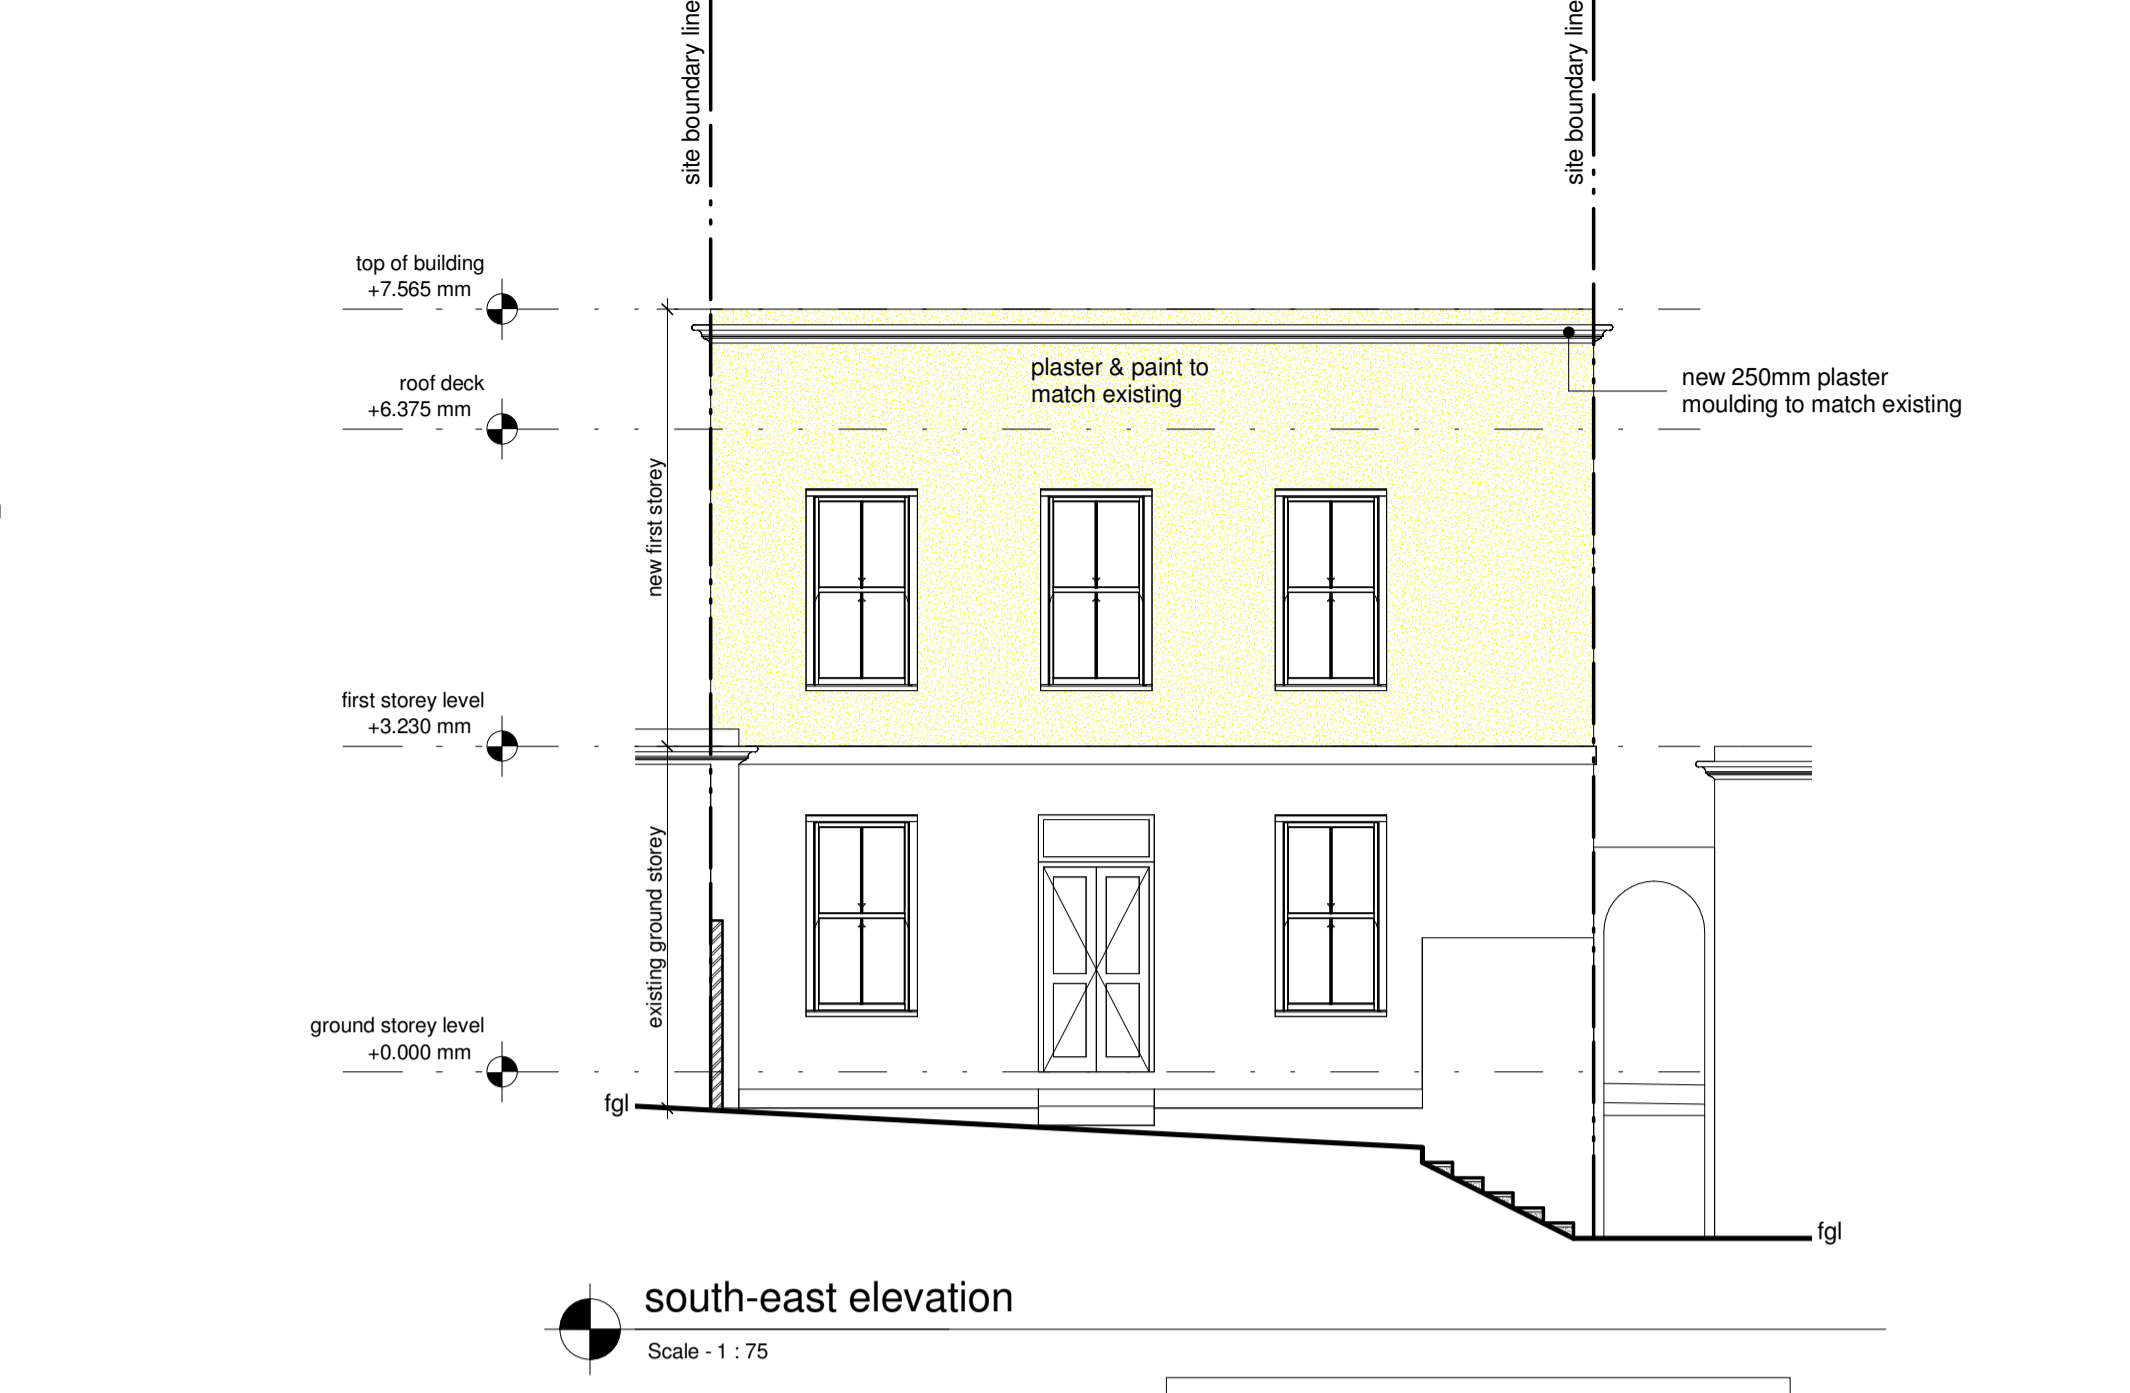 site boundary line
site boundary line
top of building
+7.565 mm
roof deck
+6.375 mm
plaster & paint to
match existing
new 250mm plaster
moulding to match existing
new first storey
first storey level
+3.230 mm
existing ground storey
ground storey level
+0.000 mm
fgl
fgl
south-east elevation
Scale - 1 : 75